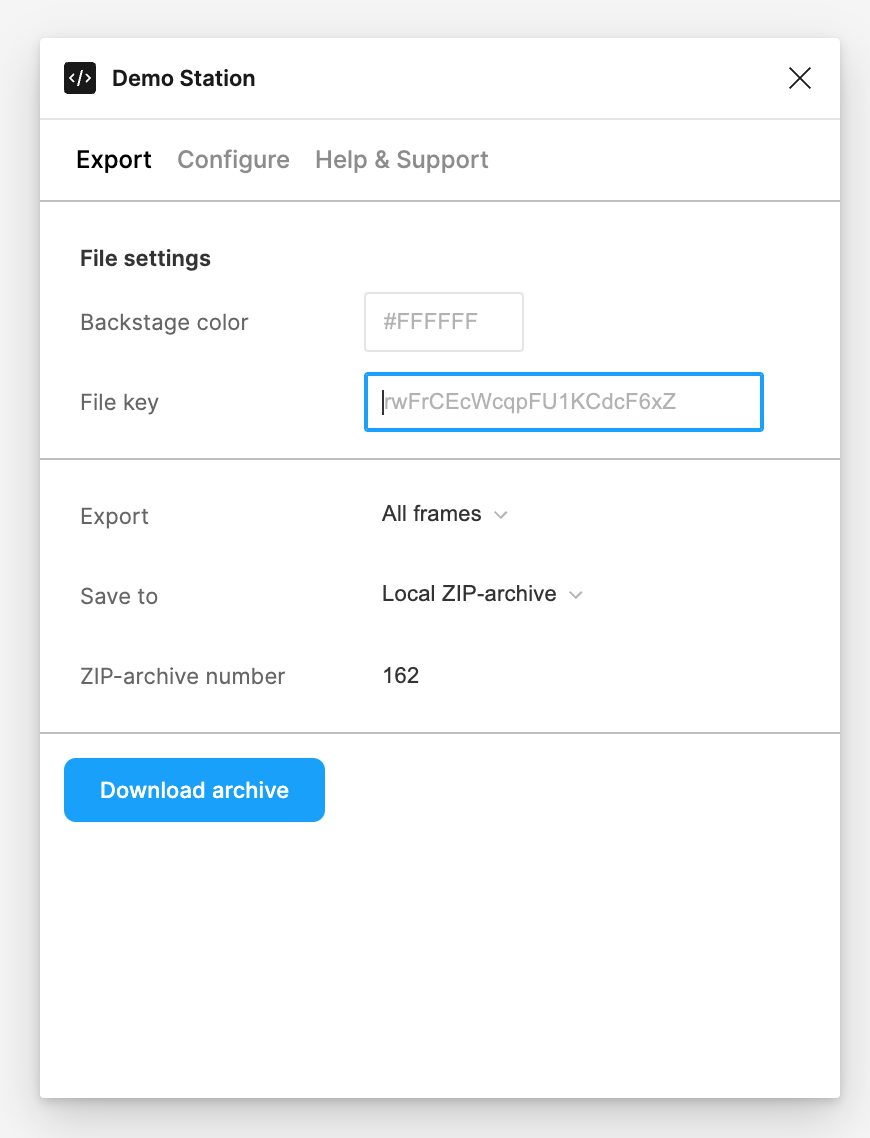 </> Demo Station
Export Configure Help & Support
File settings
Backstage color #FFFFFF
File key rwFrCEcWcqpFU1KCdcF6xZ
Export All frames
Save to Local ZIP-archive
ZIP-archive number 162
Download archive